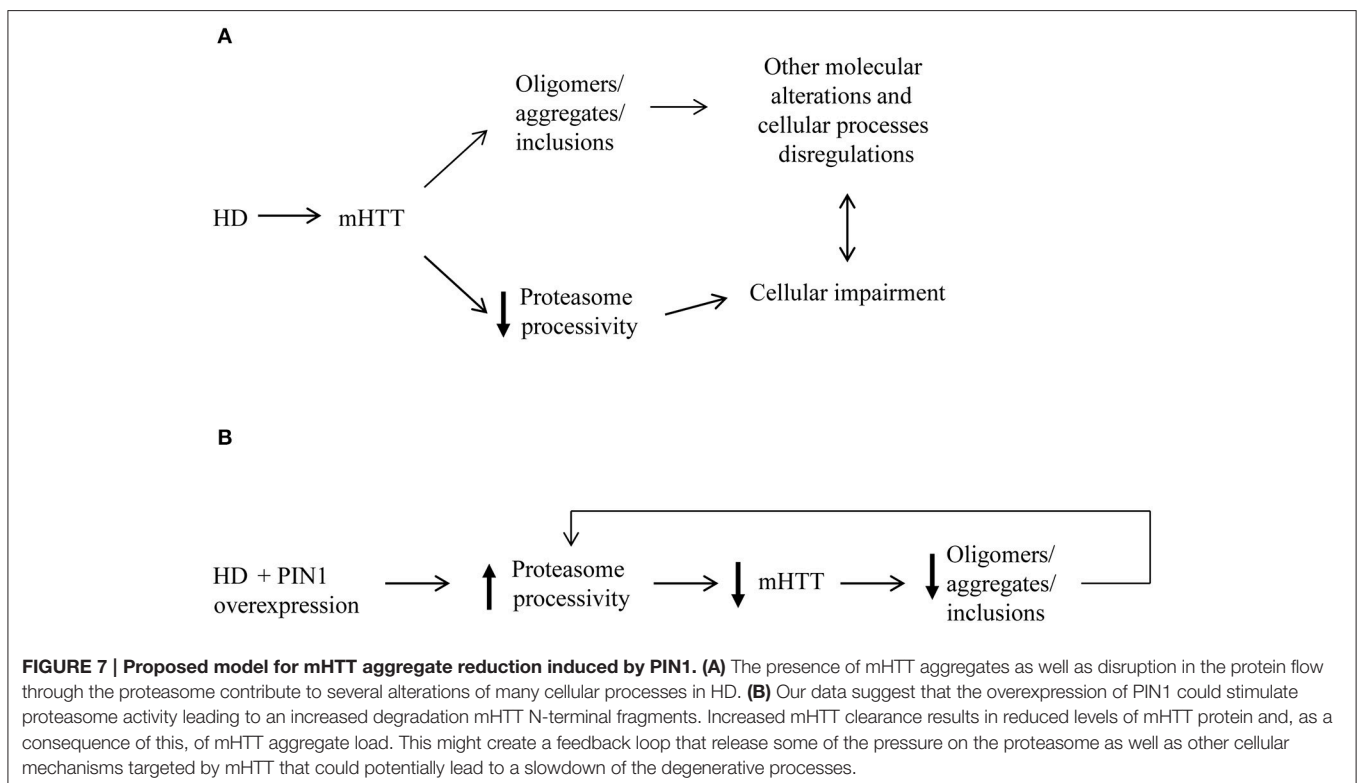 A
Oligomers/
aggregates/
inclusions
Other molecular
alterations and
cellular processes
disregulations
HD
mHTT
Proteasome
processivity
Cellular impairment
B
HD + PIN1
overexpression
Proteasome
processivity
mHTT
Oligomers/
aggregates/
inclusions
FIGURE 7 | Proposed model for mHTT aggregate reduction induced by PIN1. (A) The presence of mHTT aggregates as well as disruption in the protein flow
through the proteasome contribute to several alterations of many cellular processes in HD. (B) Our data suggest that the overexpression of PIN1 could stimulate
proteasome activity leading to an increased degradation mHTT N-terminal fragments. Increased mHTT clearance results in reduced levels of mHTT protein and, as a
consequence of this, of mHTT aggregate load. This might create a feedback loop that release some of the pressure on the proteasome as well as other cellular
mechanisms targeted by mHTT that could potentially lead to a slowdown of the degenerative processes.